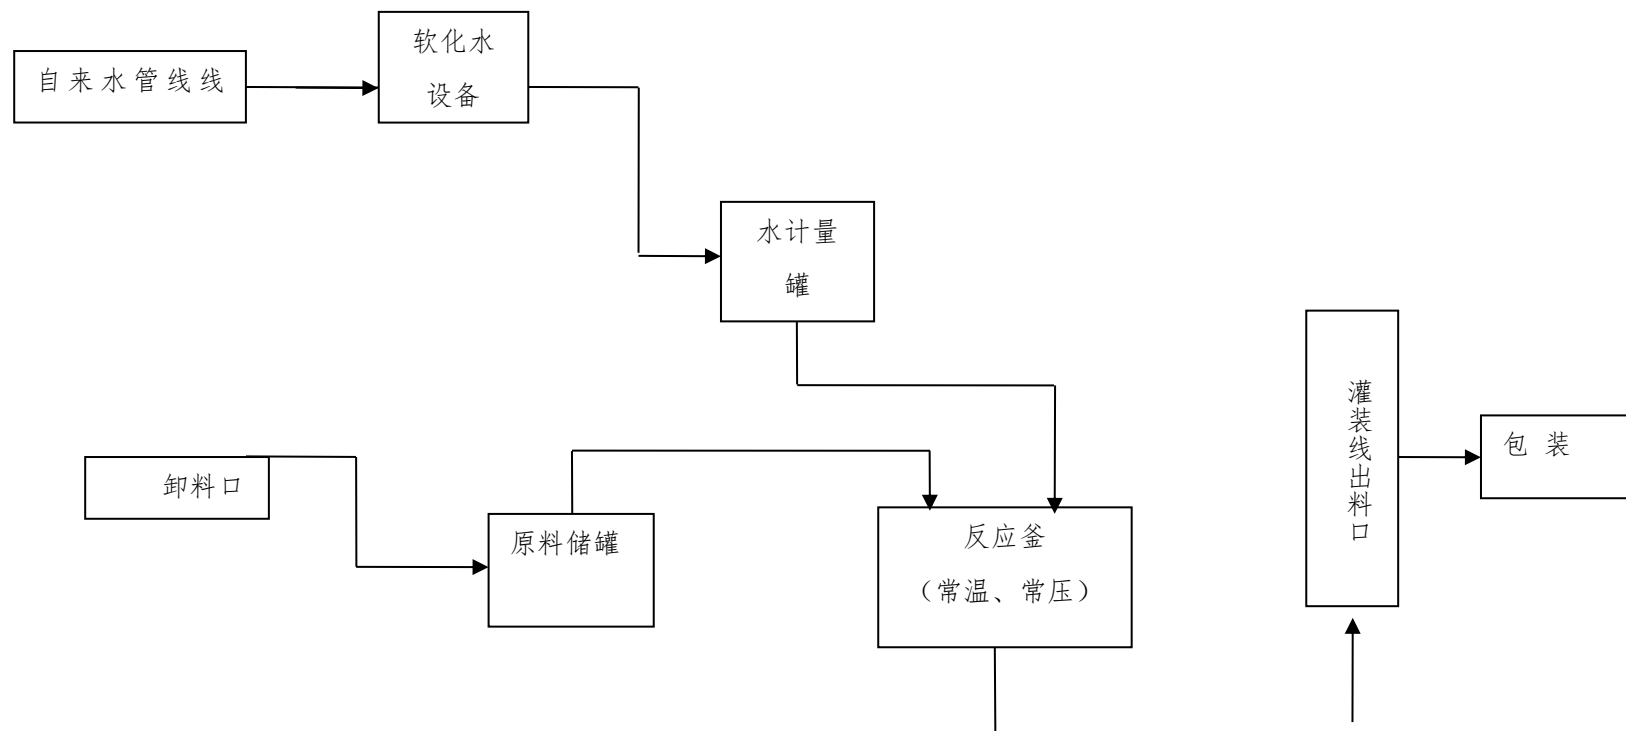 自来水管线线
软化水
设备
水计量
罐
卸料口
原料储罐
反应釜
（常温、常压）
灌装线出料口
包装